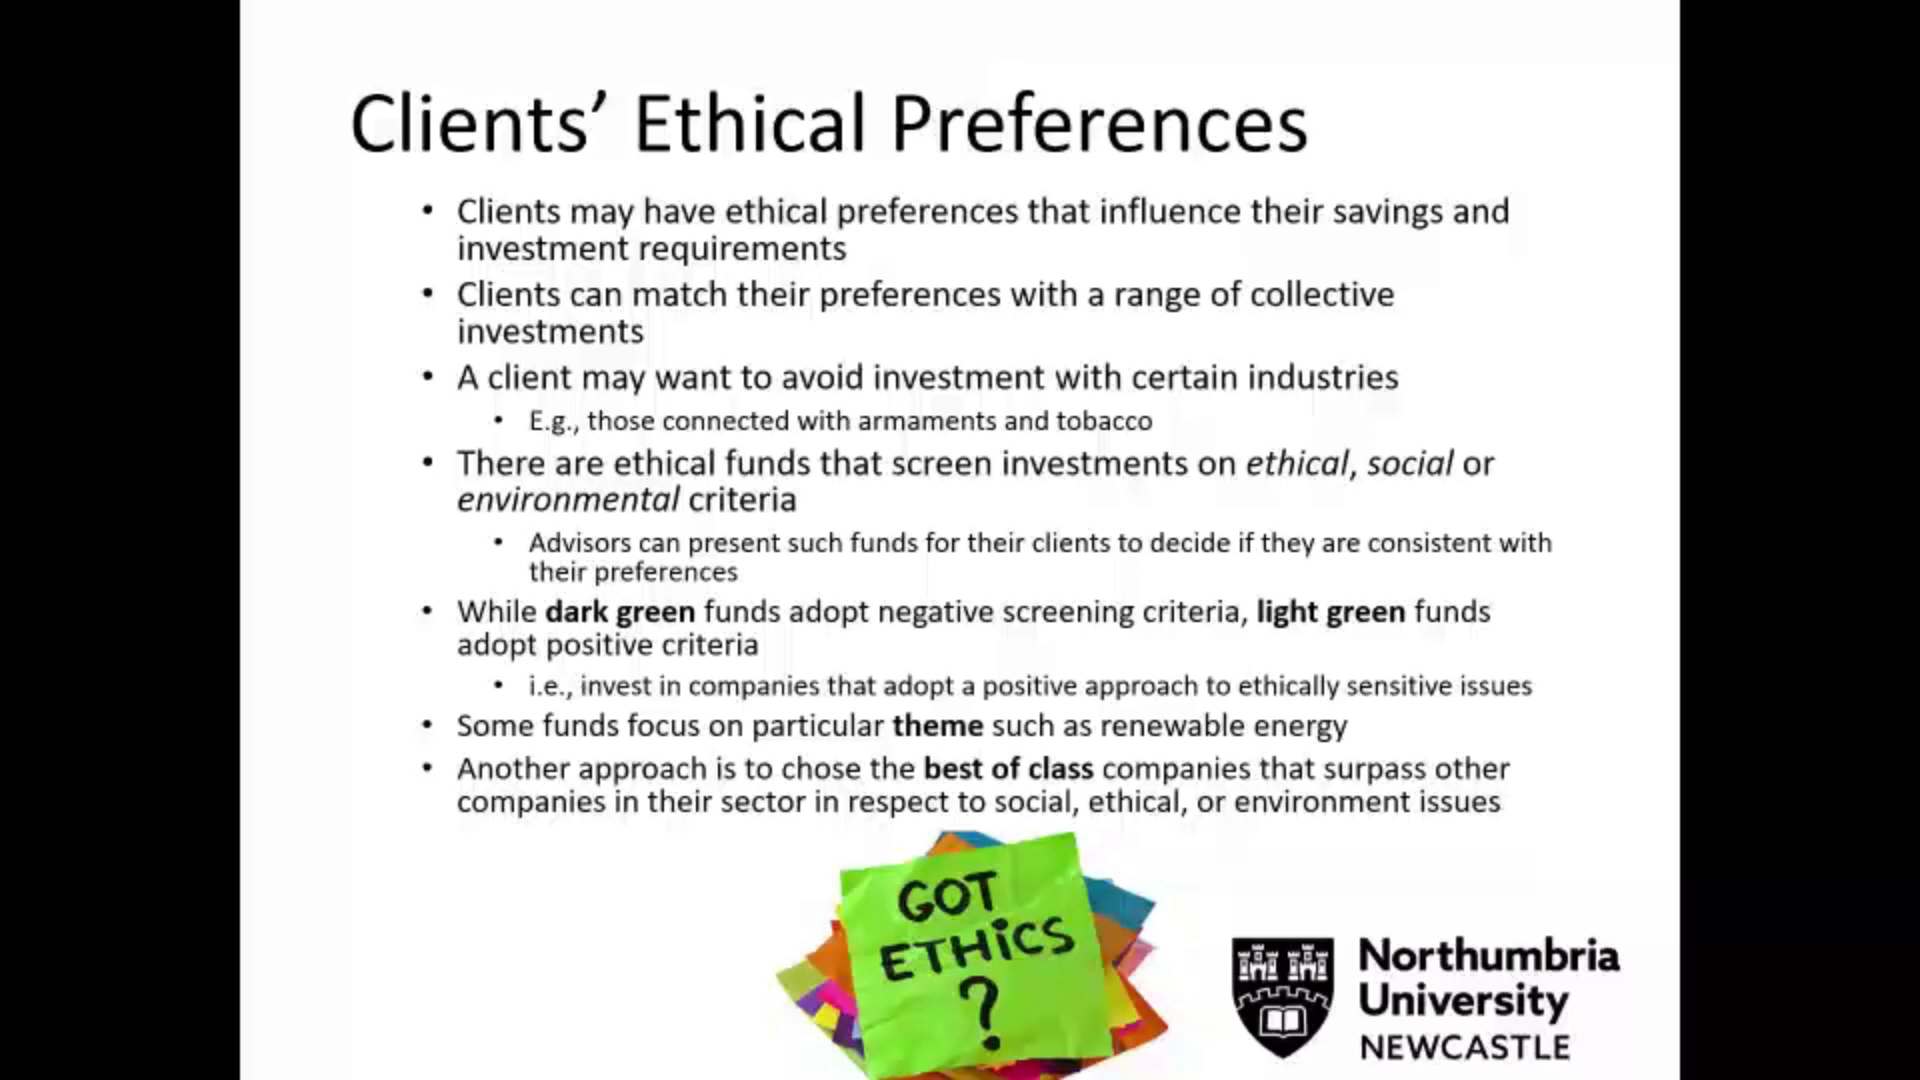 Clients’ Ethical Preferences
• Clients may have ethical preferences that influence their savings and
investment requirements
• Clients can match their preferences with a range of collective
investments
• A client may want to avoid investment with certain industries
• E.g., those connected with armaments and tobacco
• There are ethical funds that screen investments on ethical, social or
environmental criteria
• Advisors can present such funds for their clients to decide if they are consistent with
their preferences
• While dark green funds adopt negative screening criteria, light green funds
adopt positive criteria
• i.e., invest in companies that adopt a positive approach to ethically sensitive issues
• Some funds focus on particular theme such as renewable energy
• Another approach is to chose the best of class companies that surpass other
companies in their sector in respect to social, ethical, or environment issues
GOT
ETHiCS
?
Northumbria
University
NEWCASTLE